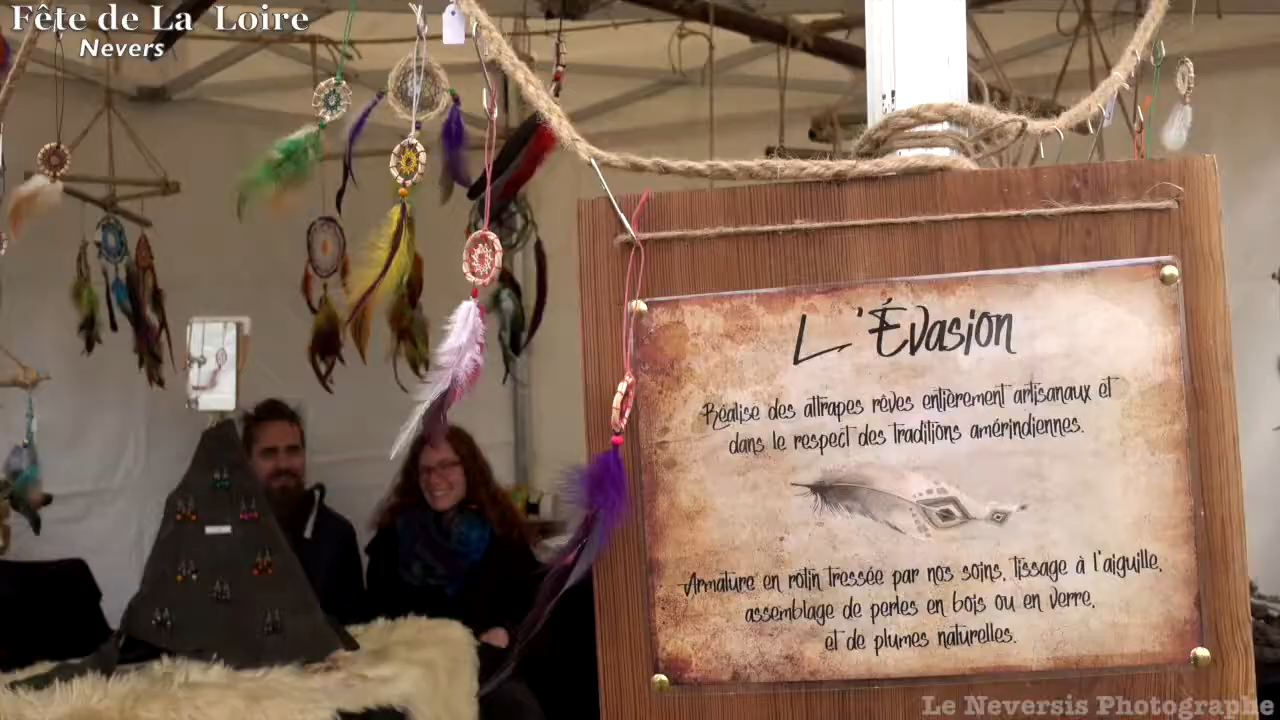 Fête de La Loire
Nevers
L'Évasion
Réalise des attrapes rêves entièrement artisanaux et
dans le respect des traditions amérindiennes.
Armature en rotin tressée par nos soins, tissage à l'aiguille,
assemblage de perles en bois ou en verre,
et de plumes naturelles.
Le Neversis Photographe